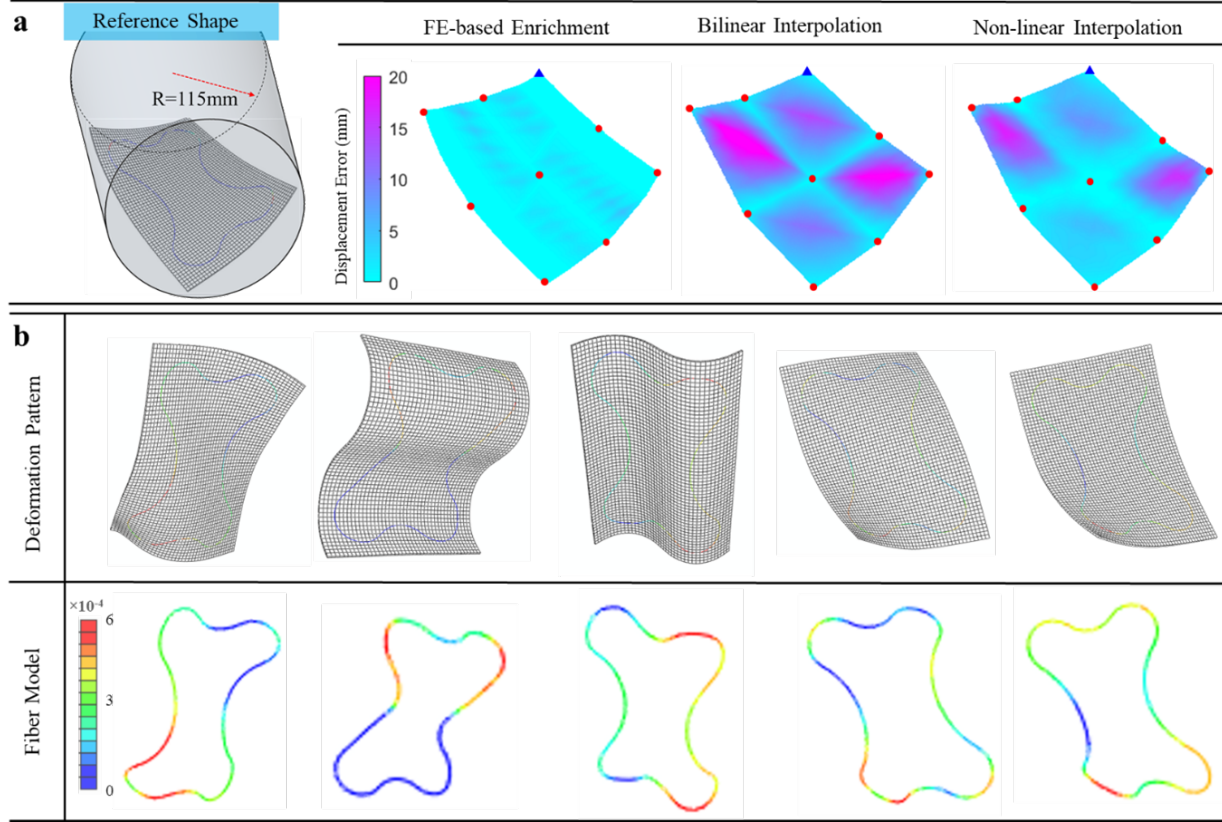 a
Reference Shape
R=115mm
FE-based Enrichment
Bilinear Interpolation
Non-linear Interpolation
Displacement Error (mm)
20
15
10
5
0
b
Deformation Pattern
Fiber Model
×10⁻⁴
6
3
0